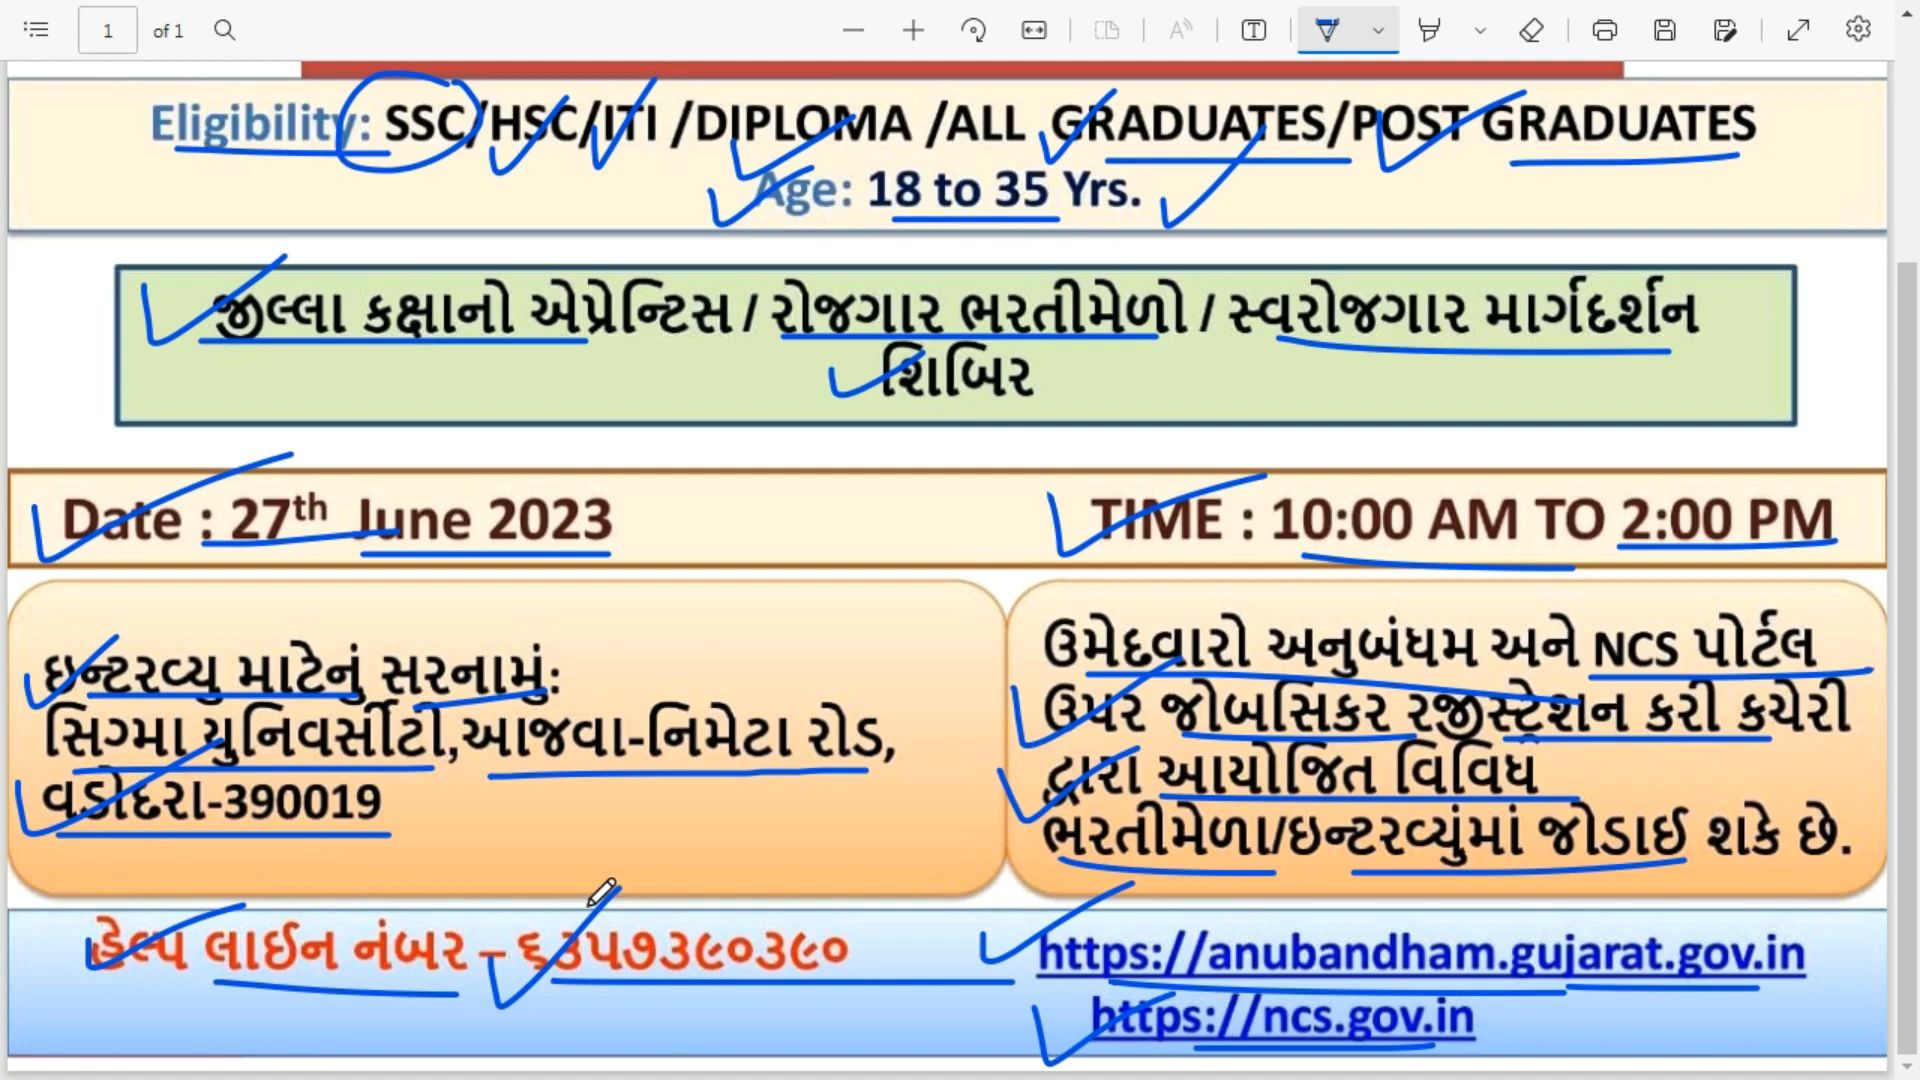 1 of 1
Eligibility: SSC/HSC/ITI /DIPLOMA /ALL GRADUATES/POST GRADUATES
Age: 18 to 35 Yrs.
જીલ્લા કક્ષાનો એપ્રેન્ટિસ / રોજગાર ભરતીમેળો / સ્વરોજગાર માર્ગદર્શન
શિબિર
Date : 27th June 2023
TIME : 10:00 AM TO 2:00 PM
ઇન્ટરવ્યુ માટેનું સરનામું:
સિગ્મા યુનિવર્સીટી,આજવા-નિમેટા રોડ,
વડોદરા-390019
ઉમેદવારો અનુબંધમ અને NCS પોર્ટલ
ઉપર જોબસિકર રજીસ્ટ્રેશન કરી કચેરી
દ્વારા આયોજિત વિવિધ
ભરતીમેળા/ઇન્ટરવ્યુંમાં જોડાઈ શકે છે.
હેલ્પ લાઈન નંબર – ૬૩૫૭૩૯૦૩૯૦
https://anubandham.gujarat.gov.in
https://ncs.gov.in